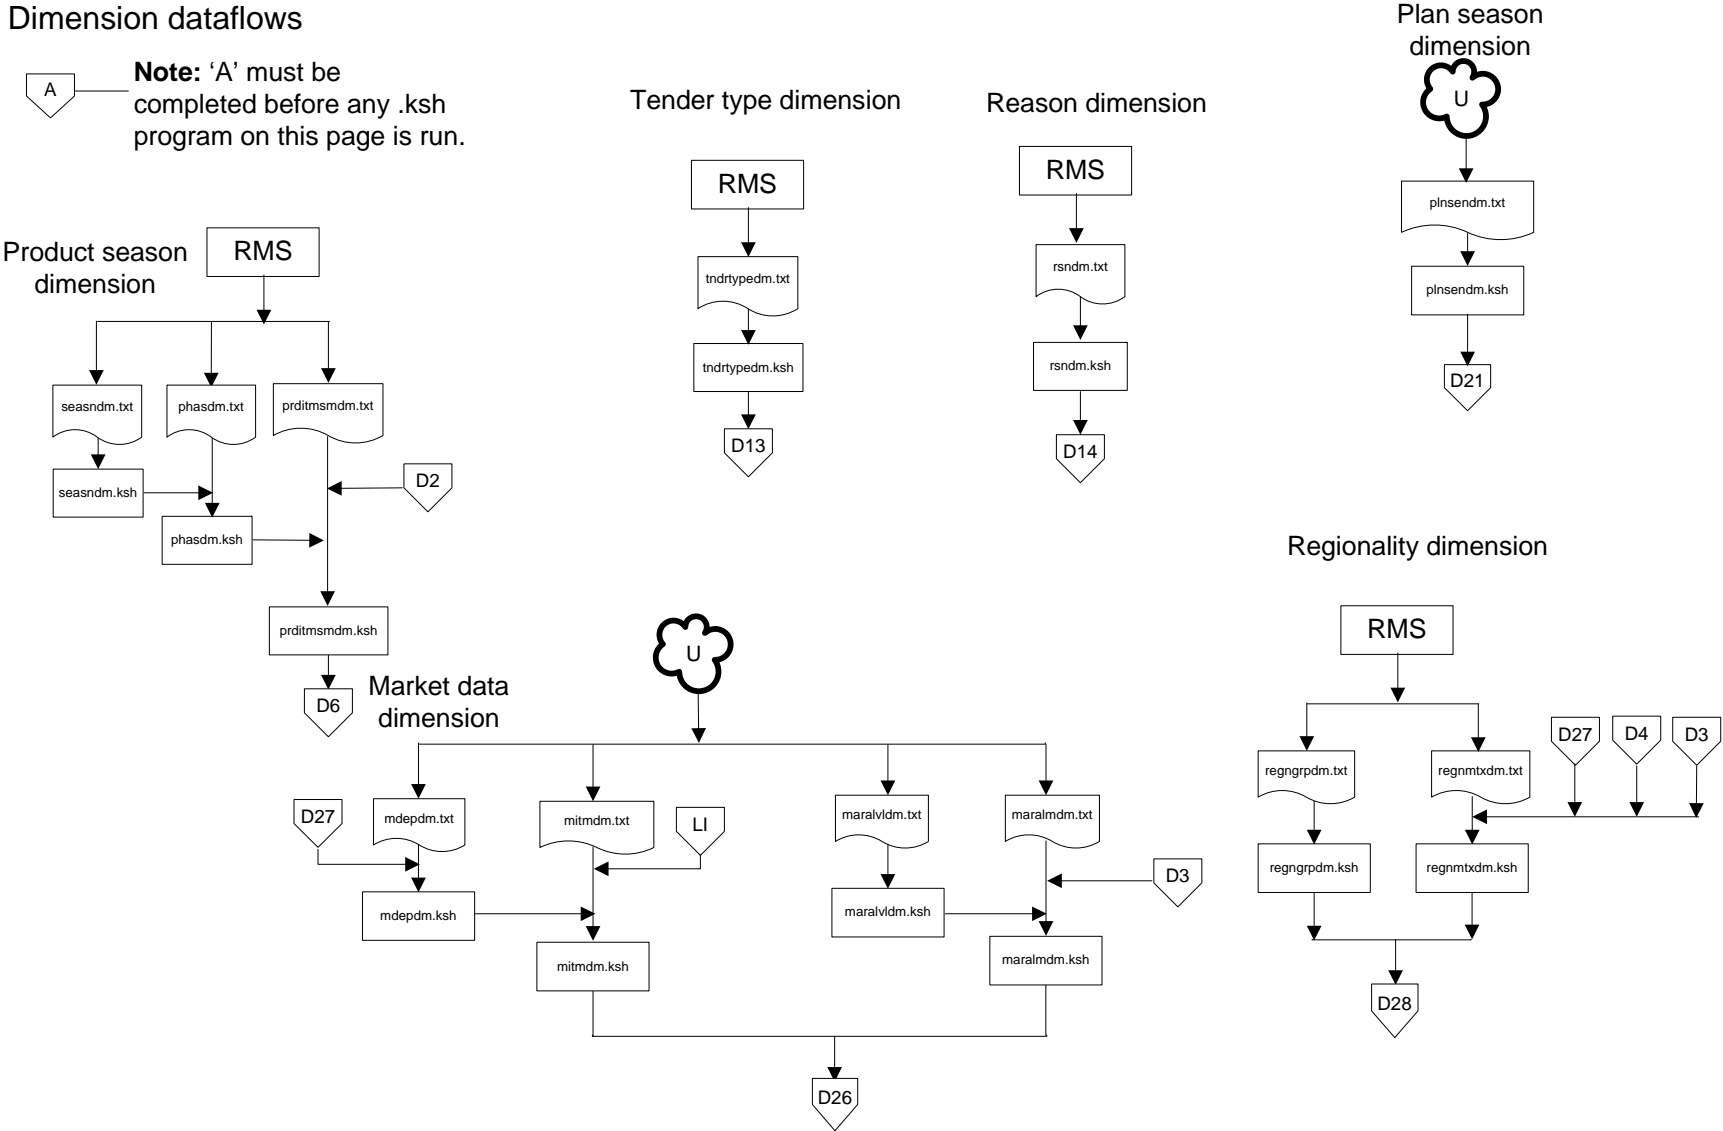 Dimension dataflows
A
Note: ‘A’ must be
completed before any .ksh
program on this page is run.
Tender type dimension
RMS
tndrtypedm.txt
tndrtypedm.ksh
D13
Reason dimension
RMS
rsndm.txt
rsndm.ksh
D14
Plan season
dimension
U
plnsendm.txt
plnsendm.ksh
D21
Product season
dimension
RMS
seasndm.txt
phasdm.txt
prditmsmdm.txt
seasndm.ksh
D2
phasdm.ksh
prditmsmdm.ksh
D6
Market data
dimension
U
D27
mdepdm.txt
mitmdm.txt
LI
maralvldm.txt
maralmdm.txt
D3
mdepdm.ksh
maralvldm.ksh
mitmdm.ksh
maralmdm.ksh
D26
Regionality dimension
RMS
regngrpdm.txt
regnmtxdm.txt
D27
D4
D3
regngrpdm.ksh
regnmtxdm.ksh
D28